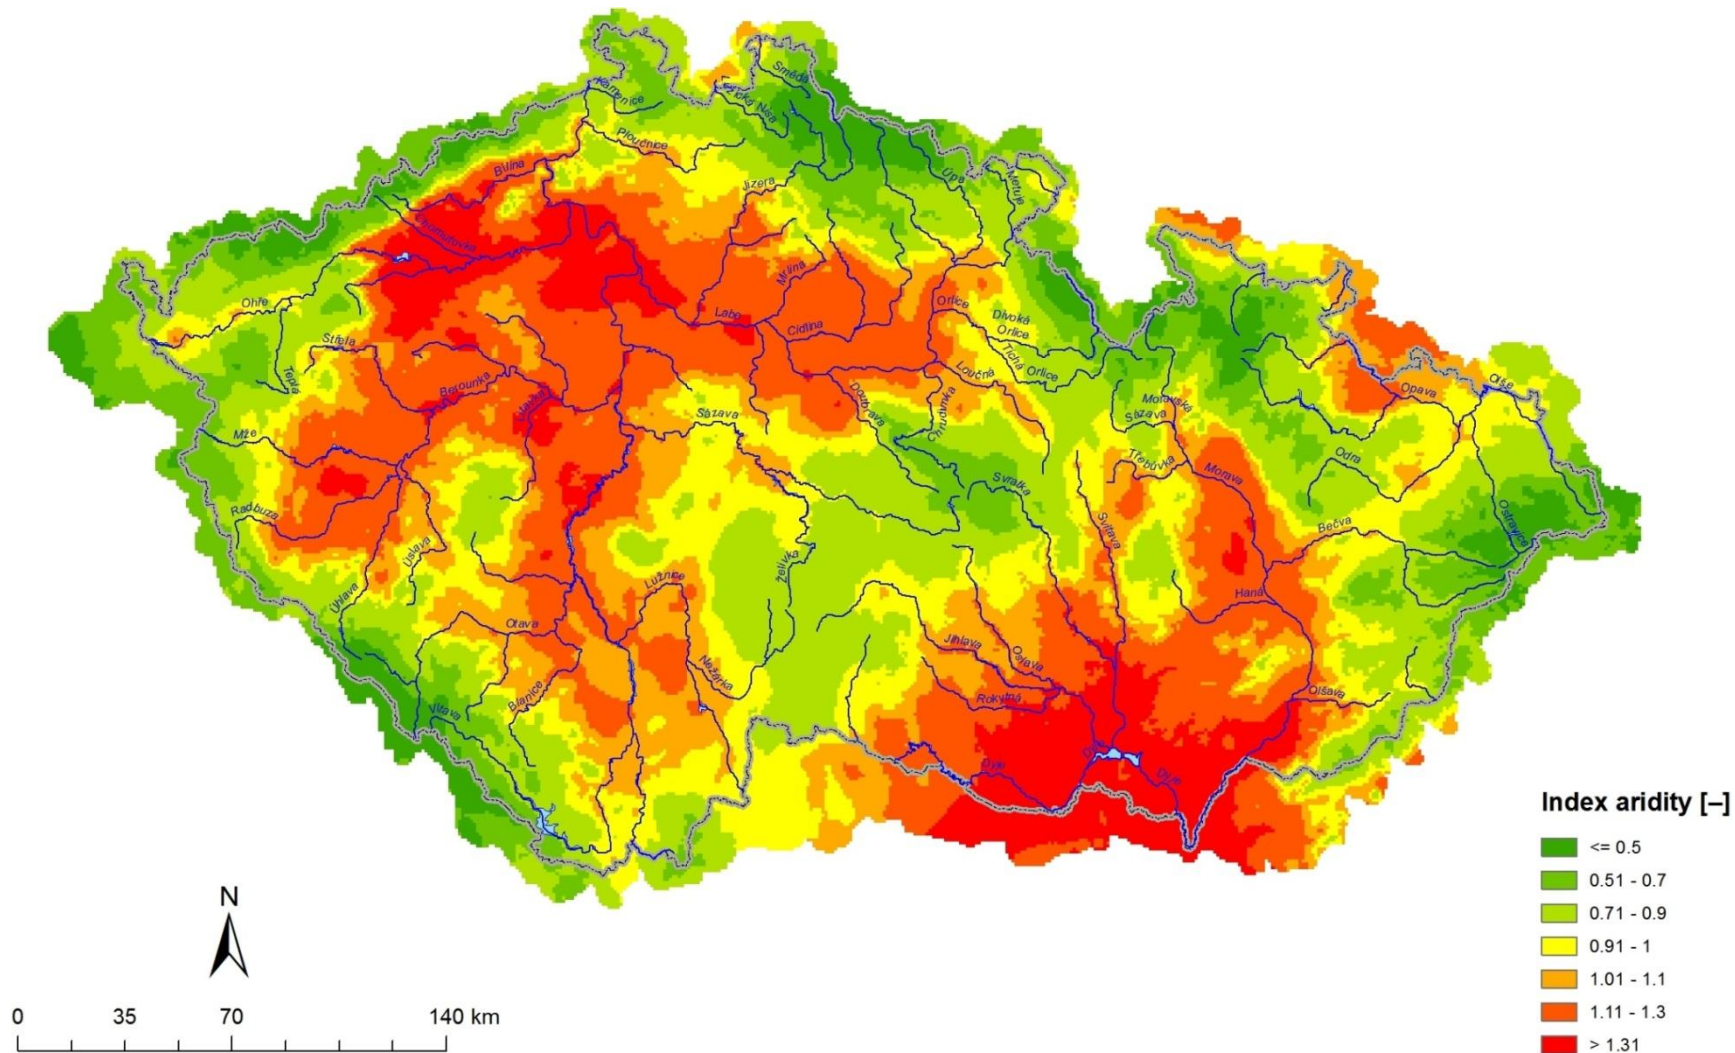 Smědá
Kamenice
Ploučnice
Bílina
Jizera
Úpa
Metuje
Chomutovka
Ohře
Mrlina
Labe
Cidlina
Orlice
Divoká
Orlice
Tichá
Orlice
Střela
Teplá
Berounka
Loučná
Doubrava
Chrudimka
Sázava
Moravská
Sázava
Opava
Olše
Mže
Třebůvka
Morava
Odra
Svratka
Svitava
Radbuza
Úslava
Úhlava
Želivka
Bečva
Ostravice
Lužnice
Otava
Haná
Jihlava
Oslava
Nežárka
Rokytná
Blanice
Vltava
Olšava
Dyje
Dyje
Index aridity [–]
<= 0.5
0.51 - 0.7
0.71 - 0.9
0.91 - 1
1.01 - 1.1
1.11 - 1.3
> 1.31
N
0 35 70 140 km